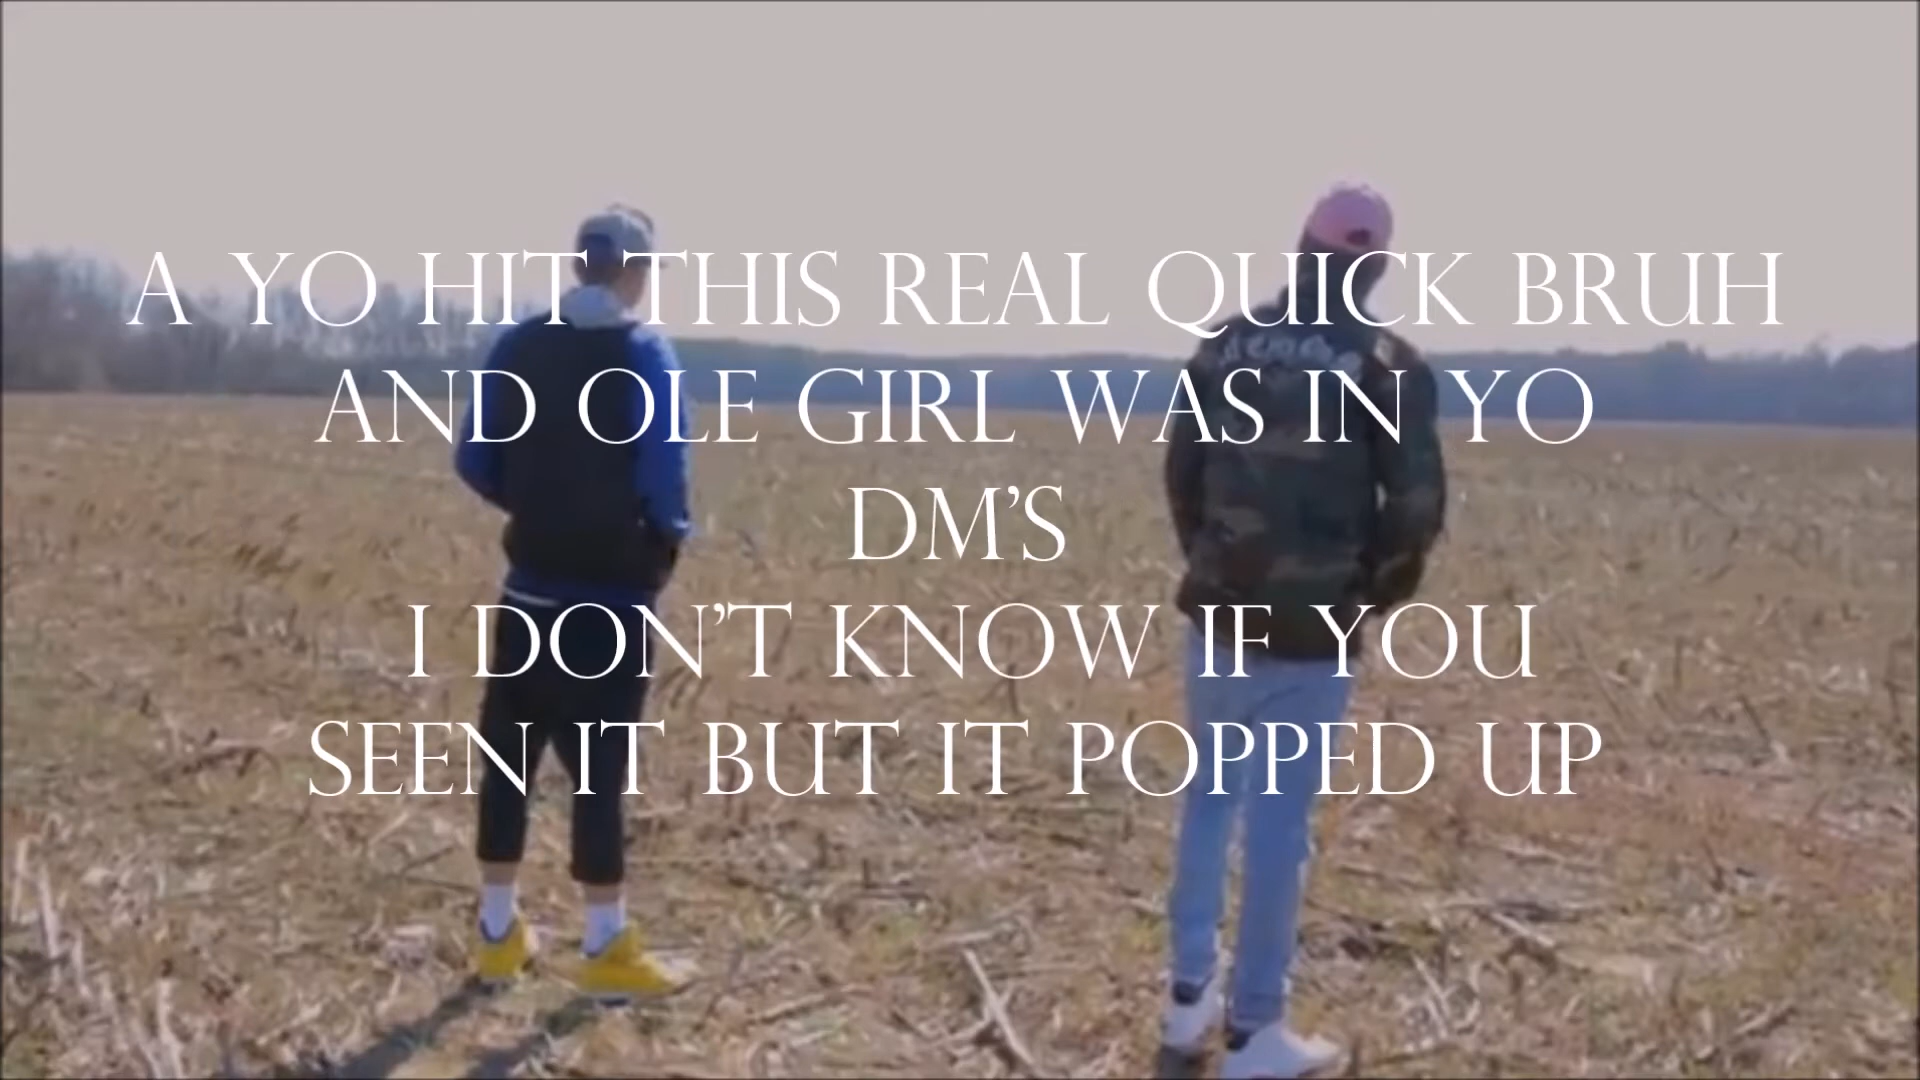 A YO HIT THIS REAL QUICK BRUH
AND OLE GIRL WAS IN YO
DM'S
I DON'T KNOW IF YOU
SEEN IT BUT IT POPPED UP